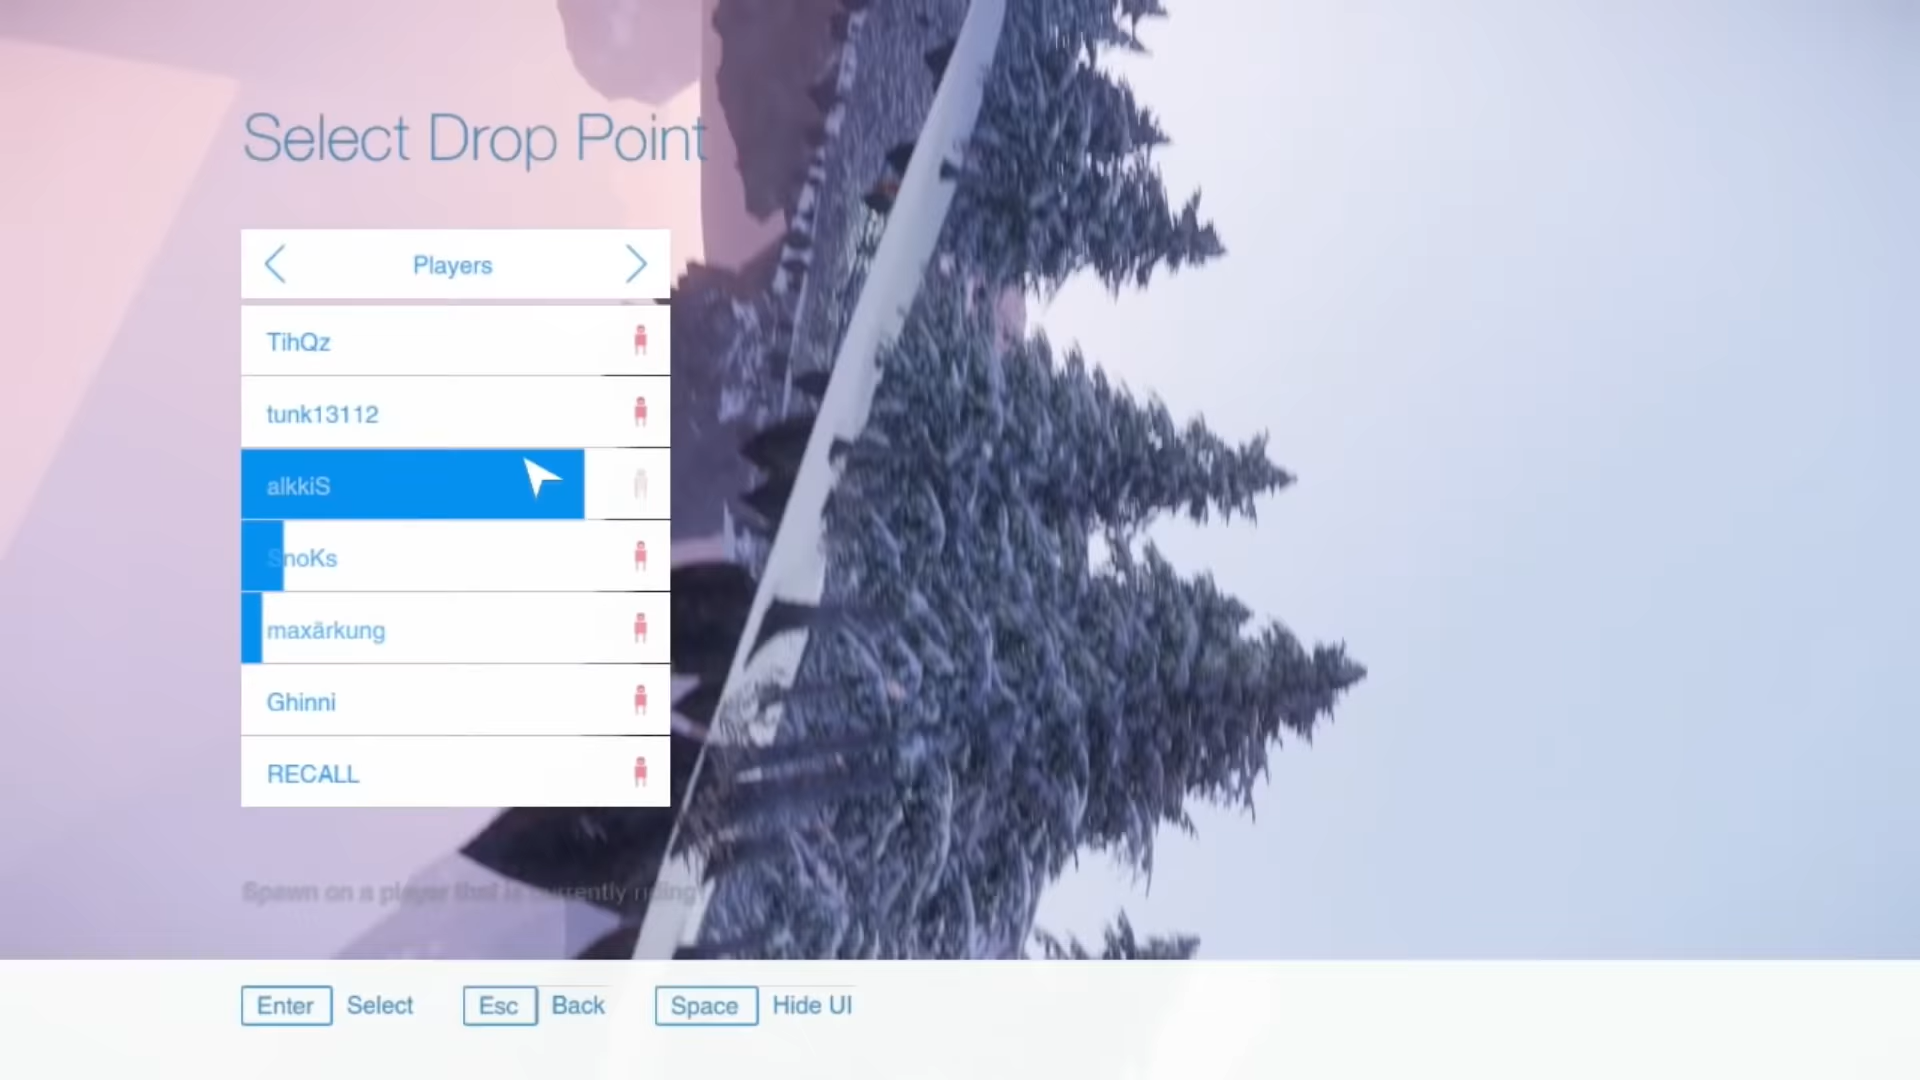 Select Drop Point
Players
TihQz
tunk13112
alkkiS
SnoKs
maxärkung
Ghinni
RECALL
Spawn on a player that is currently riding
Enter Select Esc Back Space Hide UI